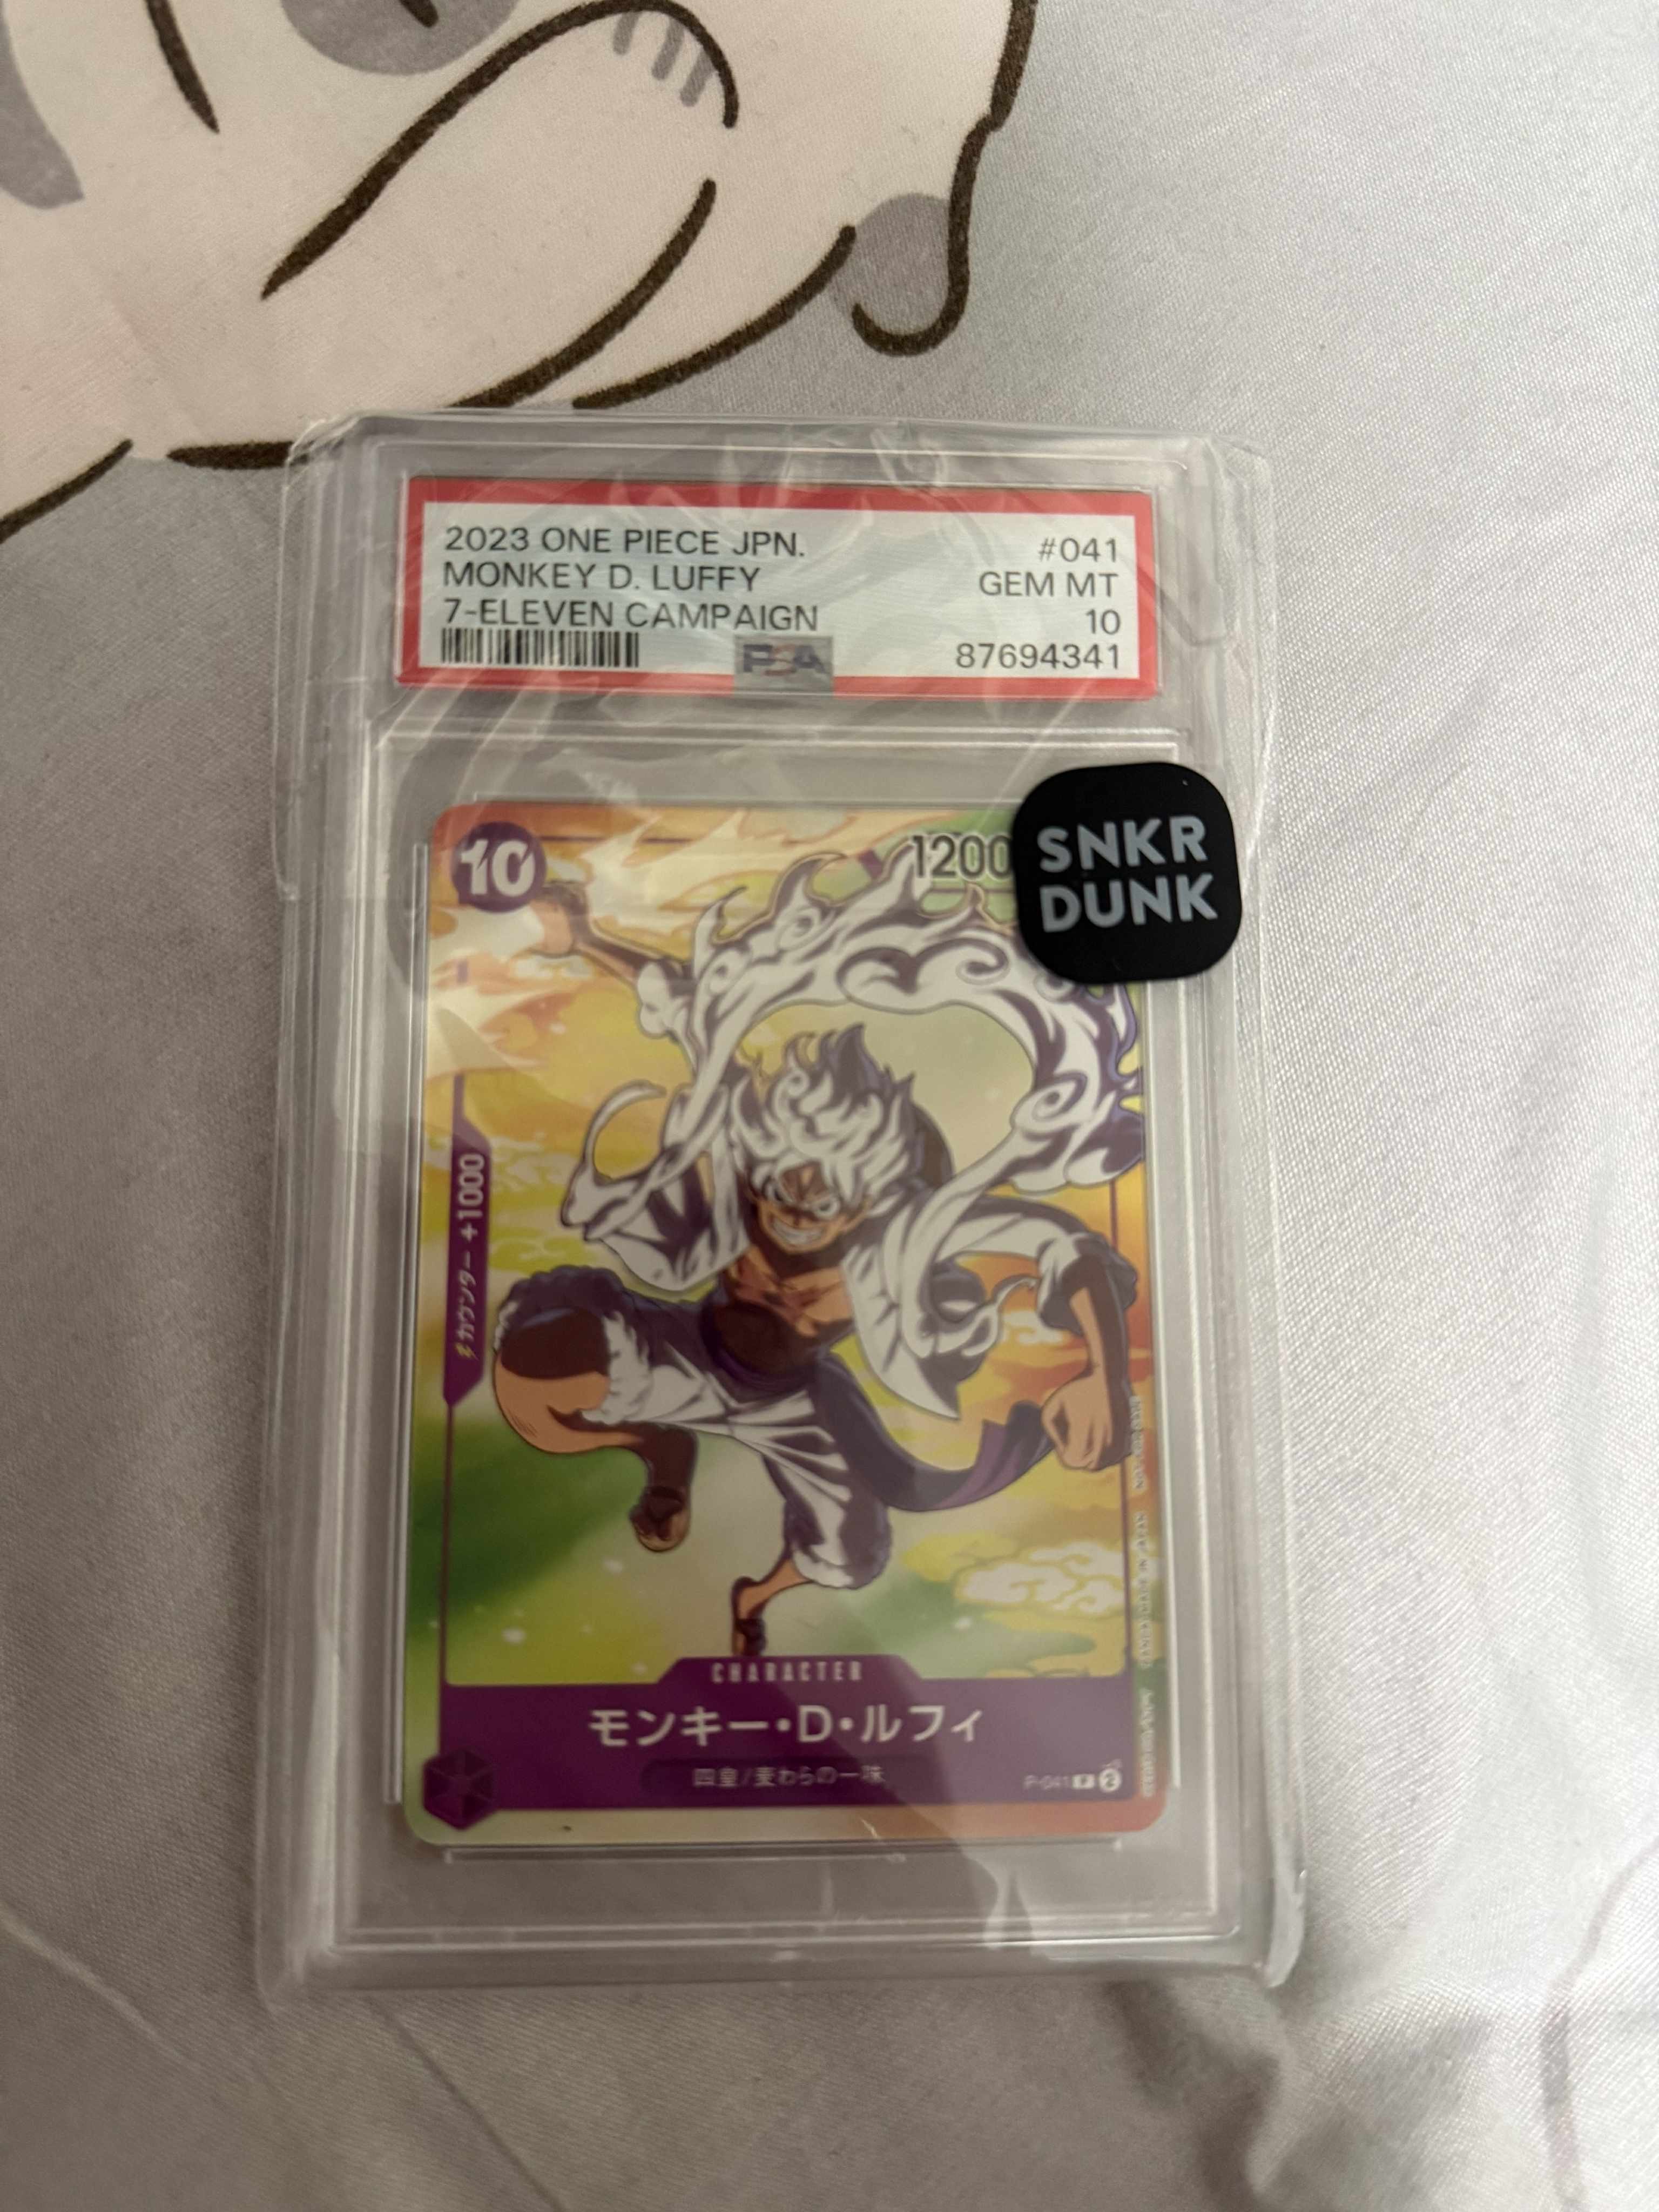 2023 ONE PIECE JPN. #041
MONKEY D. LUFFY GEM MT
7-ELEVEN CAMPAIGN 10
PSA 87694341
10
1200
SNKR
DUNK
カウンター +1000
CHARACTER
モンキー・D・ルフィ
四皇/麦わらの一味
P-041 P 2